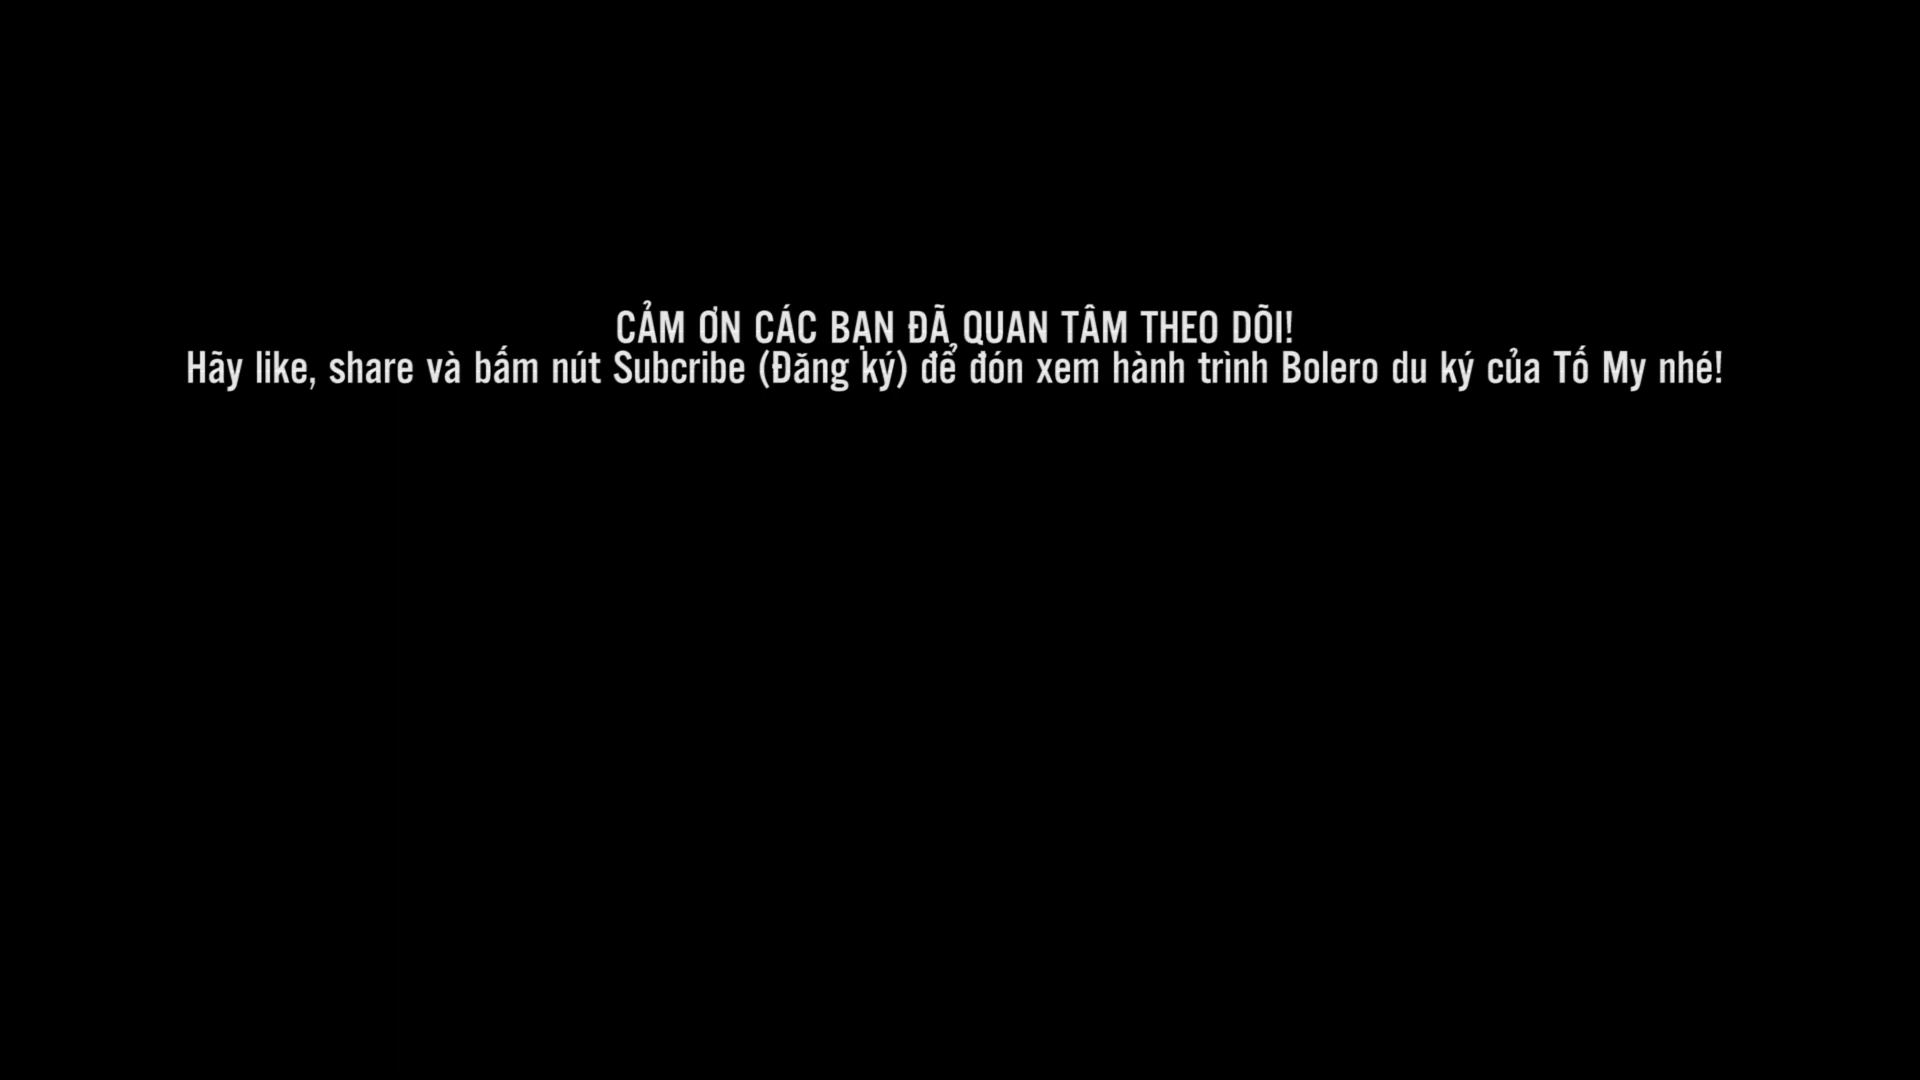 CẢM ƠN CÁC BẠN ĐÃ QUAN TÂM THEO DÕI!
Hãy like, share và bấm nút Subcribe (Đăng ký) để đón xem hành trình Bolero du ký của Tố My nhé!